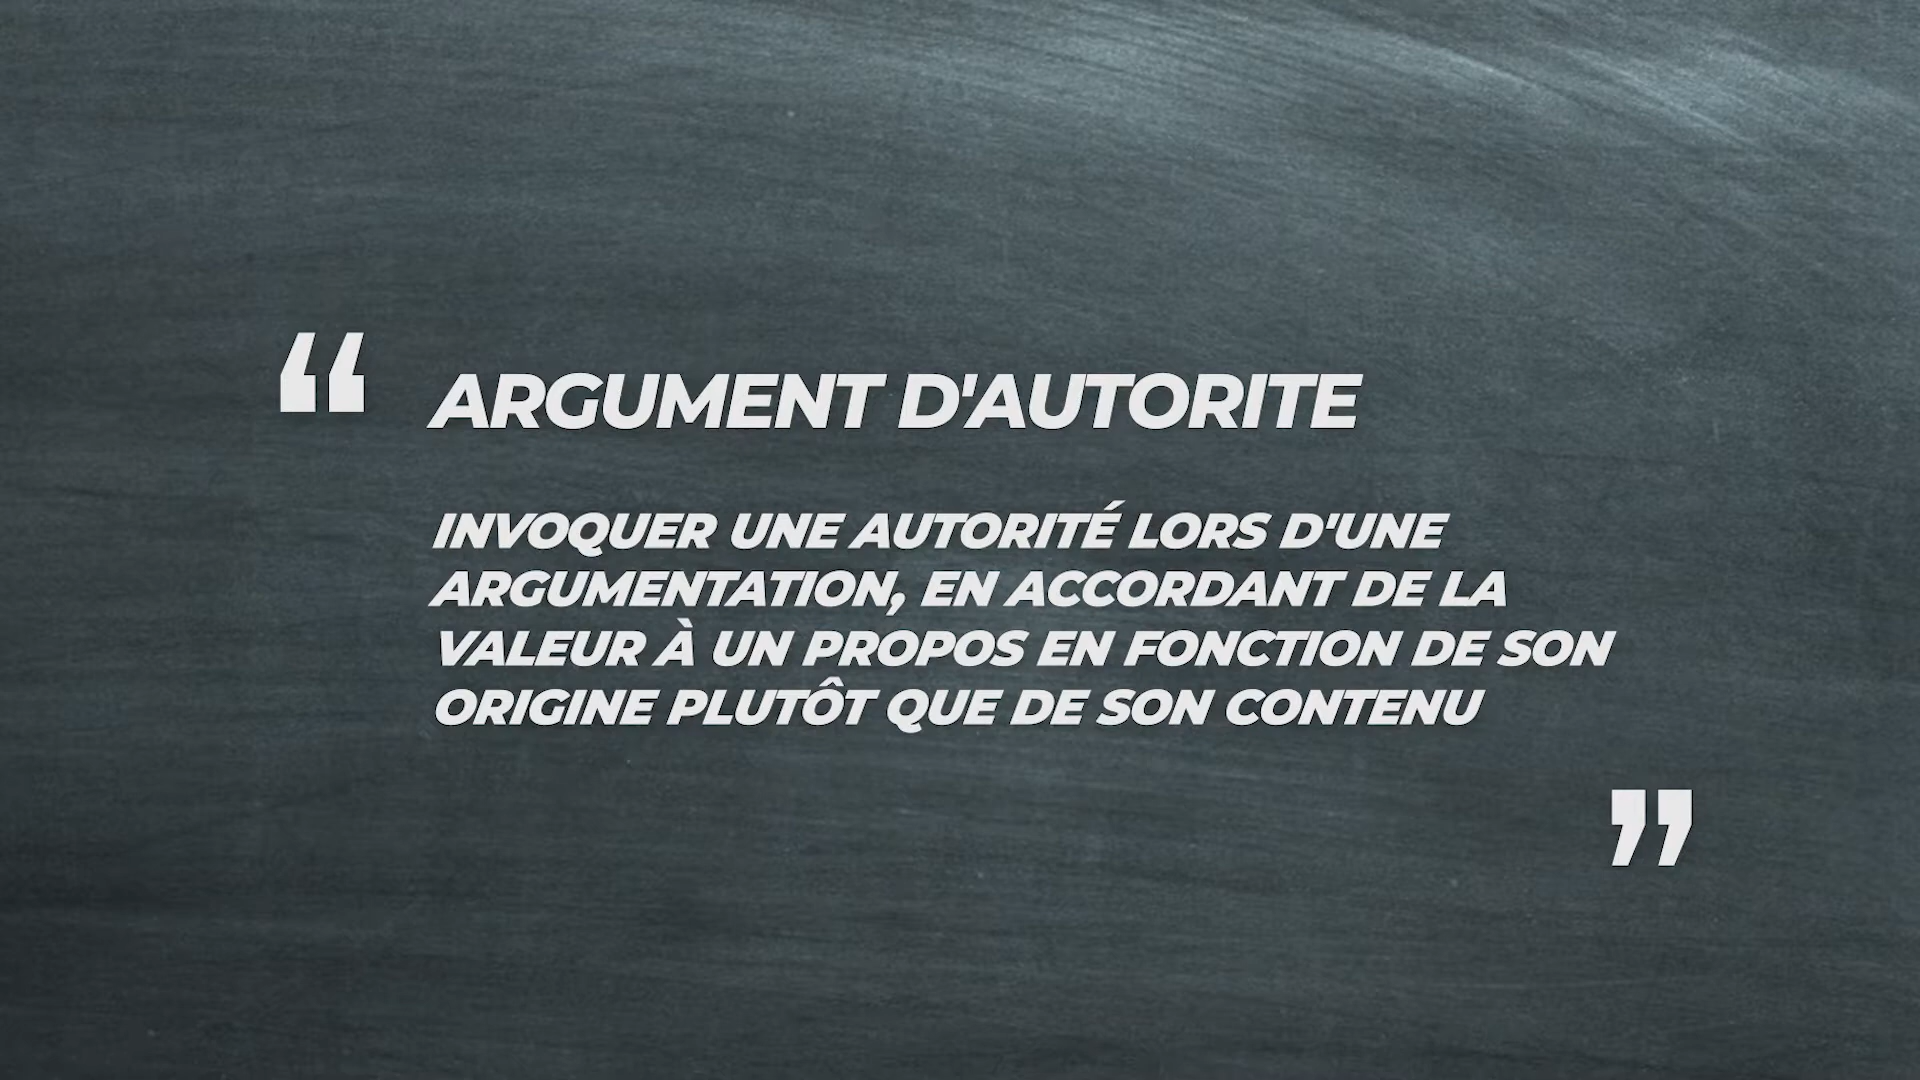 “ ARGUMENT D'AUTORITE
INVOQUER UNE AUTORITÉ LORS D'UNE
ARGUMENTATION, EN ACCORDANT DE LA
VALEUR À UN PROPOS EN FONCTION DE SON
ORIGINE PLUTÔT QUE DE SON CONTENU
”